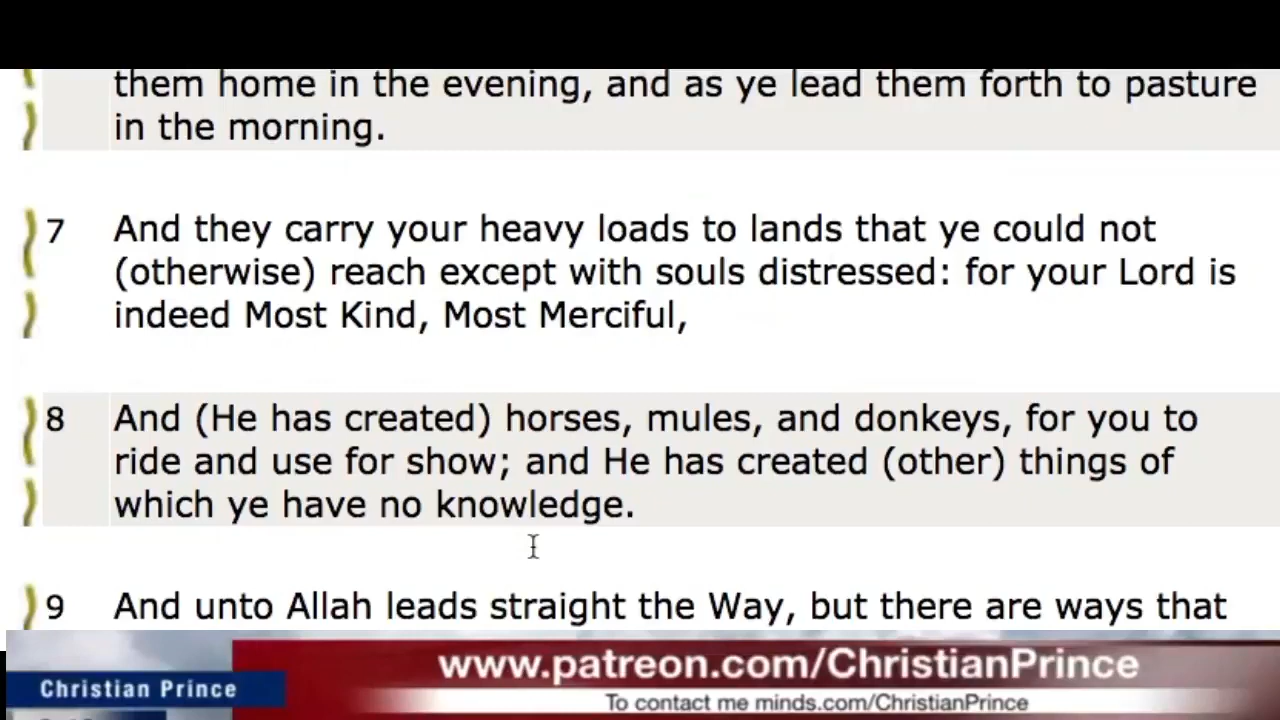 them home in the evening, and as ye lead them forth to pasture
in the morning.
7 And they carry your heavy loads to lands that ye could not
(otherwise) reach except with souls distressed: for your Lord is
indeed Most Kind, Most Merciful,
8 And (He has created) horses, mules, and donkeys, for you to
ride and use for show; and He has created (other) things of
which ye have no knowledge.
9 And unto Allah leads straight the Way, but there are ways that
www.patreon.com/ChristianPrince
Christian Prince
To contact me minds.com/ChristianPrince